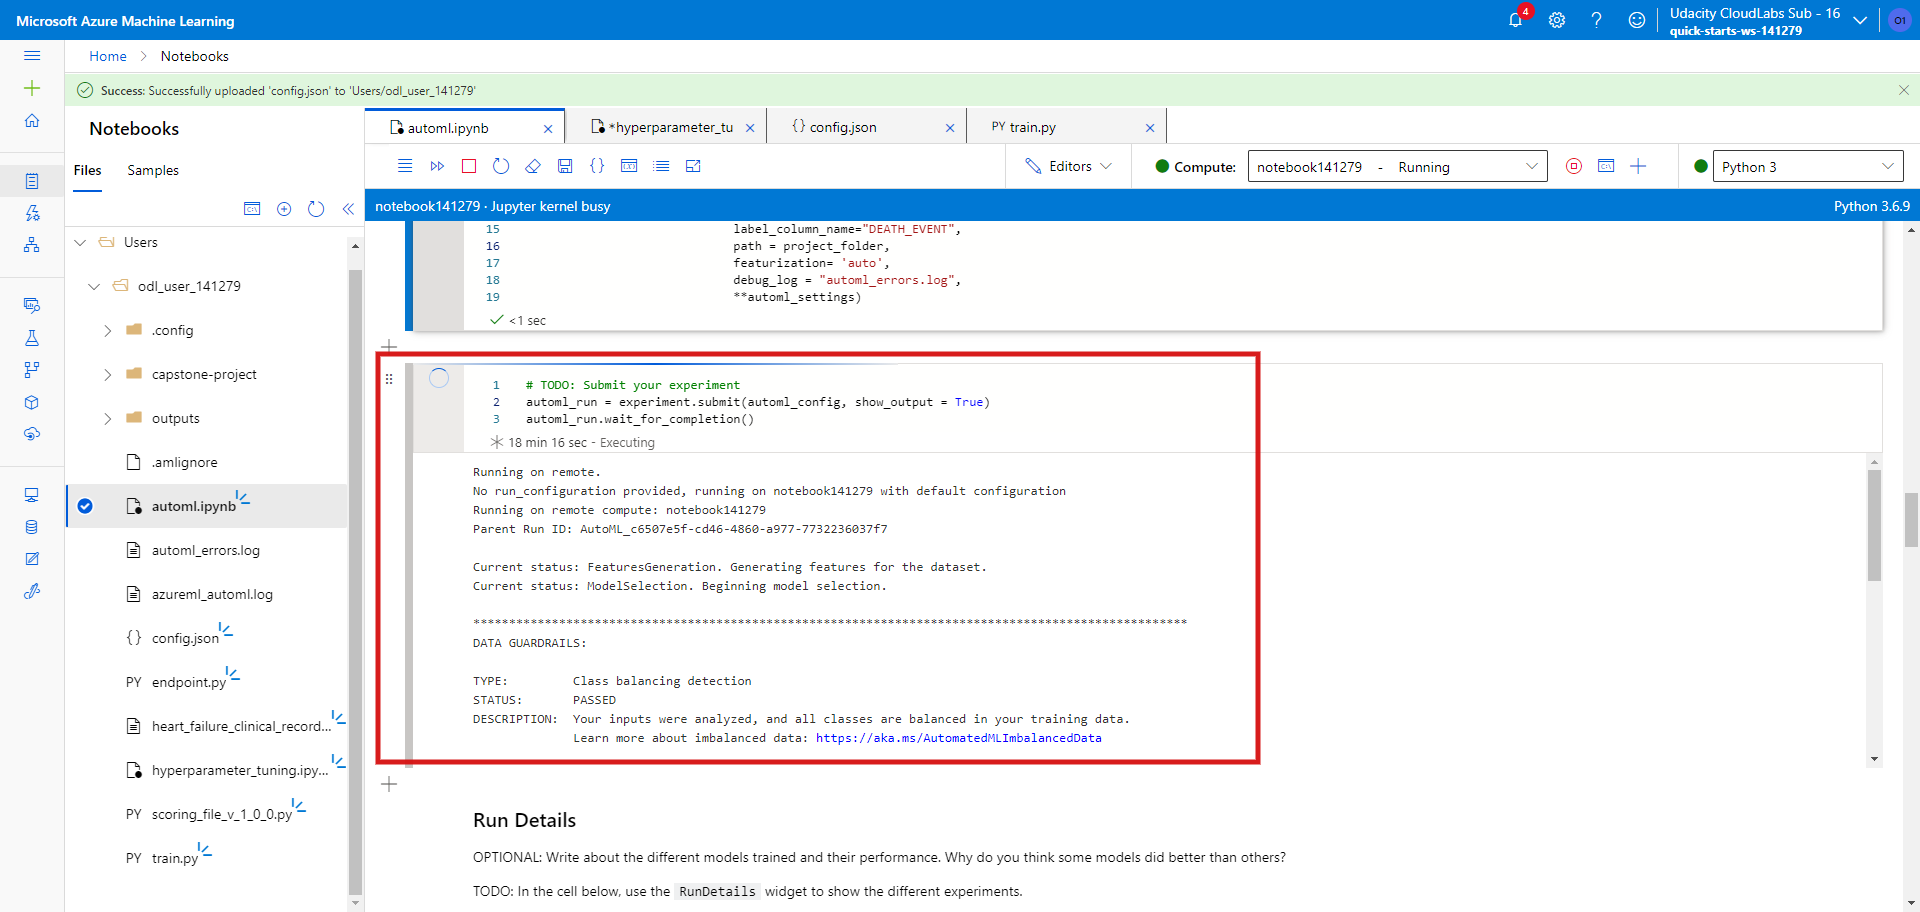 Microsoft Azure Machine Learning
4
Udacity CloudLabs Sub - 16
quick-starts-ws-141279
O1
Home > Notebooks
Success: Successfully uploaded 'config.json' to 'Users/odl_user_141279'
Notebooks
Files Samples
Users
odl_user_141279
.config
capstone-project
outputs
.amlignore
automl.ipynb
automl_errors.log
azureml_automl.log
{} config.json
PY endpoint.py
heart_failure_clinical_record...
hyperparameter_tuning.ipy...
PY scoring_file_v_1_0_0.py
PY train.py
automl.ipynb
*hyperparameter_tu
{} config.json
PY train.py
Editors
Compute: notebook141279 - Running
Python 3
notebook141279 · Jupyter kernel busy
Python 3.6.9
15 label_column_name="DEATH_EVENT",
16 path = project_folder,
17 featurization= 'auto',
18 debug_log = "automl_errors.log",
19 **automl_settings)
<1 sec
1 # TODO: Submit your experiment
2 automl_run = experiment.submit(automl_config, show_output = True)
3 automl_run.wait_for_completion()
18 min 16 sec - Executing
Running on remote.
No run_configuration provided, running on notebook141279 with default configuration
Running on remote compute: notebook141279
Parent Run ID: AutoML_c6507e5f-cd46-4860-a977-7732236037f7
Current status: FeaturesGeneration. Generating features for the dataset.
Current status: ModelSelection. Beginning model selection.
****************************************************************************************************
DATA GUARDRAILS:
TYPE: Class balancing detection
STATUS: PASSED
DESCRIPTION: Your inputs were analyzed, and all classes are balanced in your training data.
Learn more about imbalanced data: https://aka.ms/AutomatedMLImbalancedData
Run Details
OPTIONAL: Write about the different models trained and their performance. Why do you think some models did better than others?
TODO: In the cell below, use the RunDetails widget to show the different experiments.